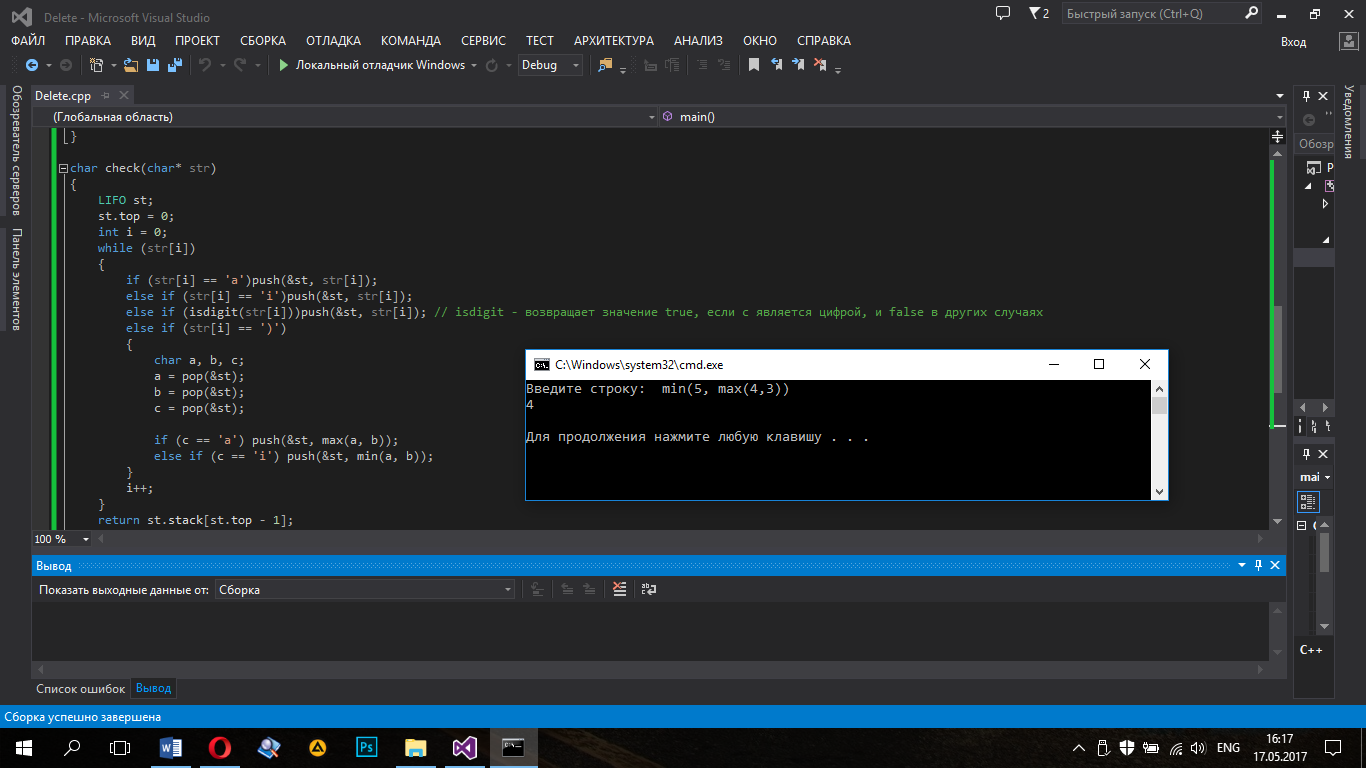 Delete - Microsoft Visual Studio
2
Быстрый запуск (Ctrl+Q)
ФАЙЛ ПРАВКА ВИД ПРОЕКТ СБОРКА ОТЛАДКА КОМАНДА СЕРВИС ТЕСТ АРХИТЕКТУРА АНАЛИЗ ОКНО СПРАВКА
Вход
Локальный отладчик Windows
Debug
Обозреватель серверов
Панель элементов
Delete.cpp
(Глобальная область)
main()
}
char check(char* str)
{
LIFO st;
st.top = 0;
int i = 0;
while (str[i])
{
if (str[i] == 'a')push(&st, str[i]);
else if (str[i] == 'i')push(&st, str[i]);
else if (isdigit(str[i]))push(&st, str[i]); // isdigit - возвращает значение true, если с является цифрой, и false в других случаях
else if (str[i] == ')')
{
char a, b, c;
a = pop(&st);
b = pop(&st);
c = pop(&st);
if (c == 'a') push(&st, max(a, b));
else if (c == 'i') push(&st, min(a, b));
}
i++;
}
return st.stack[st.top - 1];
100 %
C:\Windows\system32\cmd.exe
Введите строку:  min(5, max(4,3))
4
Для продолжения нажмите любую клавишу . . .
Уведомления
Обозр
P
mai
C++
Вывод
Показать выходные данные от: Сборка
Список ошибок Вывод
Сборка успешно завершена
Ps
ENG
16:17
17.05.2017